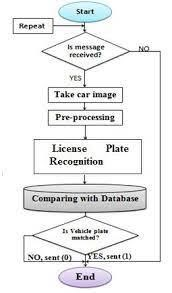 Start
Repeat
Is message
received?
NO
YES
Take car image
Pre-processing
License Plate
Recognition
Comparing with Database
Is Vehicle plate
matched?
NO, sent (0)
YES, sent (1)
End